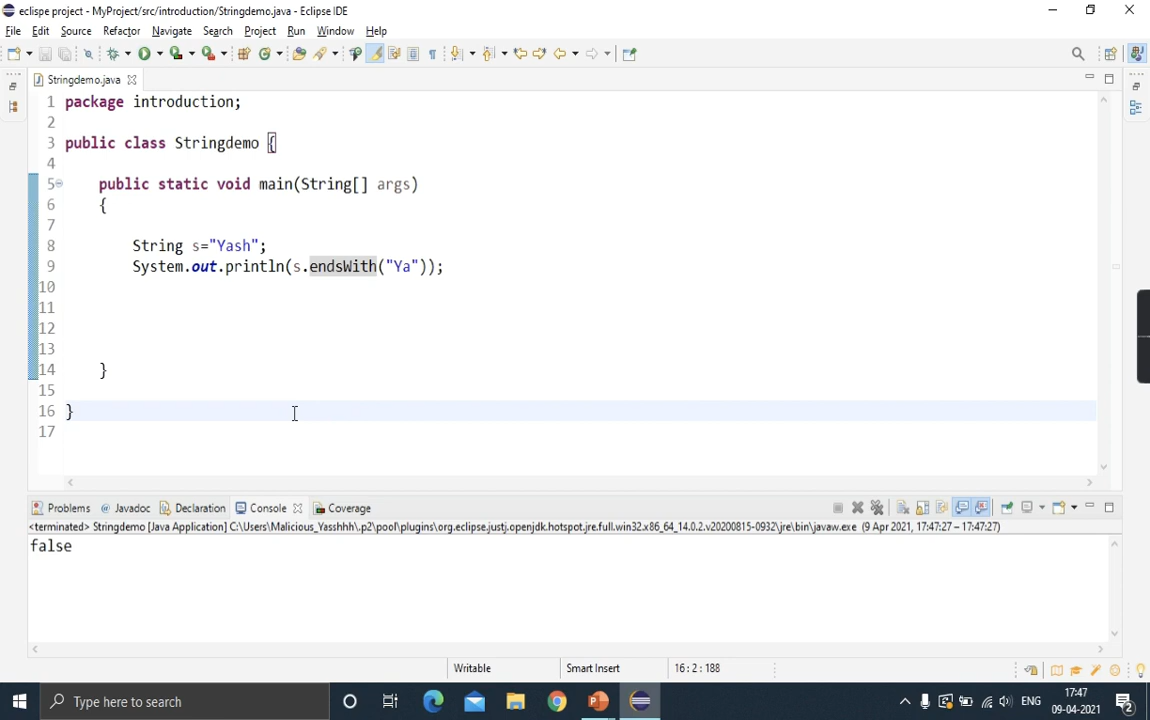 eclispe project - MyProject/src/introduction/Stringdemo.java - Eclipse IDE
File Edit Source Refactor Navigate Search Project Run Window Help
Stringdemo.java
1 package introduction;
2
3 public class Stringdemo {
4
5 public static void main(String[] args)
6 {
7
8 String s="Yash";
9 System.out.println(s.endsWith("Ya"));
10
11
12
13
14 }
15
16 }
17
Problems @ Javadoc Declaration Console Coverage
<terminated> Stringdemo [Java Application] C:\Users\Malicious_Yasshhh\.p2\pool\plugins\org.eclipse.justj.openjdk.hotspot.jre.full.win32.x86_64_14.0.2.v20200815-0932\jre\bin\javaw.exe (9 Apr 2021, 17:47:27 – 17:47:27)
false
Writable Smart Insert 16 : 2 : 188
Type here to search ENG 17:47
09-04-2021 2